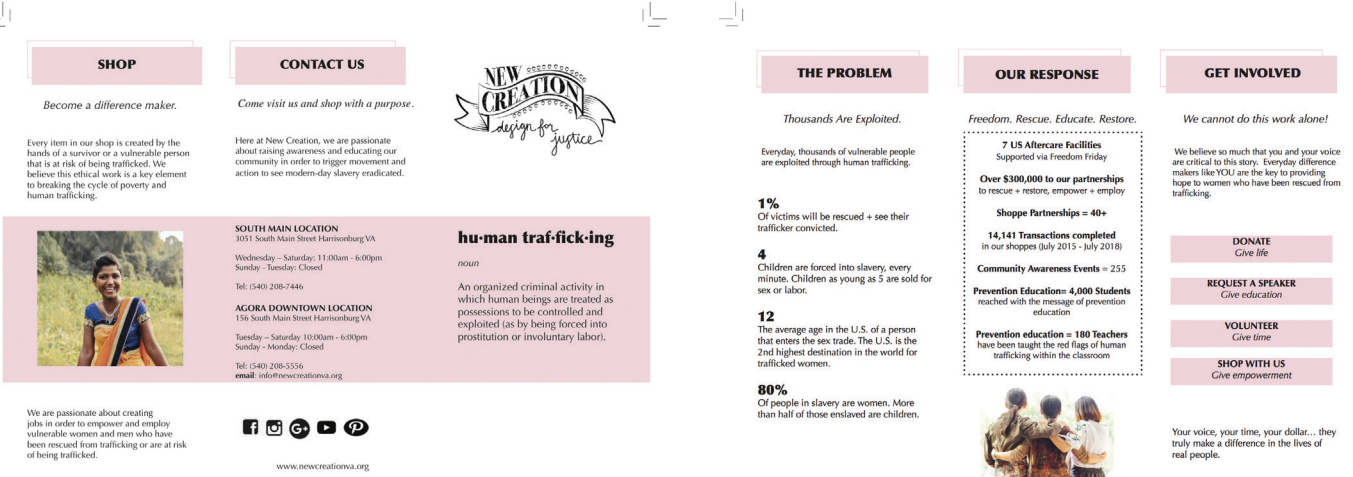 SHOP
Become a difference maker.
Every item in our shop is created by the
hands of a survivor or a vulnerable person
that is at risk of being trafficked. We
believe this ethical work is a key element
to breaking the cycle of poverty and
human trafficking.
We are passionate about creating
jobs in order to empower and employ
vulnerable women and men who have
been rescued from trafficking or are at risk
of being trafficked.
CONTACT US
Come visit us and shop with a purpose.
Here at New Creation, we are passionate
about raising awareness and educating our
community in order to trigger movement and
action to see modern-day slavery eradicated.
SOUTH MAIN LOCATION
3051 South Main Street Harrisonburg VA
Wednesday – Saturday: 11:00am - 6:00pm
Sunday - Tuesday: Closed
Tel: (540) 208-7446
AGORA DOWNTOWN LOCATION
156 South Main Street Harrisonburg VA
Tuesday – Saturday 10:00am - 6:00pm
Sunday - Monday: Closed
Tel: (540) 208-5556
email: info@newcreationva.org
G+
www.newcreationva.org
NEW
CREATION
design for
justice
hu·man traf·fick·ing
noun
An organized criminal activity in
which human beings are treated as
possessions to be controlled and
exploited (as by being forced into
prostitution or involuntary labor).
THE PROBLEM
Thousands Are Exploited.
Everyday, thousands of vulnerable people
are exploited through human trafficking.
1%
Of victims will be rescued + see their
trafficker convicted.
4
Children are forced into slavery, every
minute. Children as young as 5 are sold for
sex or labor.
12
The average age in the U.S. of a person
that enters the sex trade. The U.S. is the
2nd highest destination in the world for
trafficked women.
80%
Of people in slavery are women. More
than half of those enslaved are children.
OUR RESPONSE
Freedom. Rescue. Educate. Restore.
7 US Aftercare Facilities
Supported via Freedom Friday
Over $300,000 to our partnerships
to rescue + restore, empower + employ
Shoppe Partnerships = 40+
14,141 Transactions completed
in our shoppes (July 2015 - July 2018)
Community Awareness Events = 255
Prevention Education= 4,000 Students
reached with the message of prevention
education
Prevention education = 180 Teachers
have been taught the red flags of human
trafficking within the classroom
GET INVOLVED
We cannot do this work alone!
We believe so much that you and your voice
are critical to this story. Everyday difference
makers like YOU are the key to providing
hope to women who have been rescued from
trafficking.
DONATE
Give life
REQUEST A SPEAKER
Give education
VOLUNTEER
Give time
SHOP WITH US
Give empowerment
Your voice, your time, your dollar… they
truly make a difference in the lives of
real people.